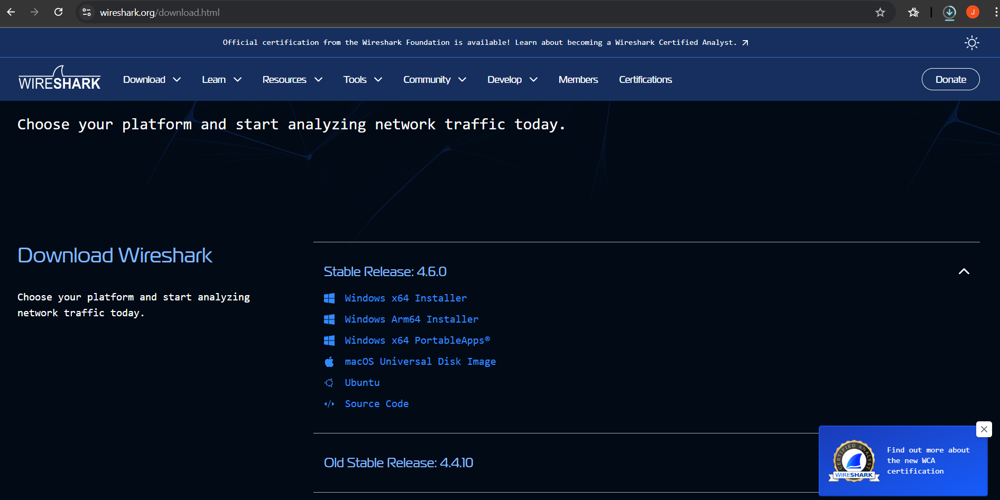 wireshark.org/download.html
J
Official certification from the Wireshark Foundation is available! Learn about becoming a Wireshark Certified Analyst.
WIRESHARK
Download
Learn
Resources
Tools
Community
Develop
Members
Certifications
Donate
Choose your platform and start analyzing network traffic today.
Download Wireshark
Choose your platform and start analyzing
network traffic today.
Stable Release: 4.6.0
Windows x64 Installer
Windows Arm64 Installer
Windows x64 PortableApps®
macOS Universal Disk Image
Ubuntu
Source Code
Old Stable Release: 4.4.10
CERTIFIED ANALYST
WIRESHARK
Find out more about
the new WCA
certification